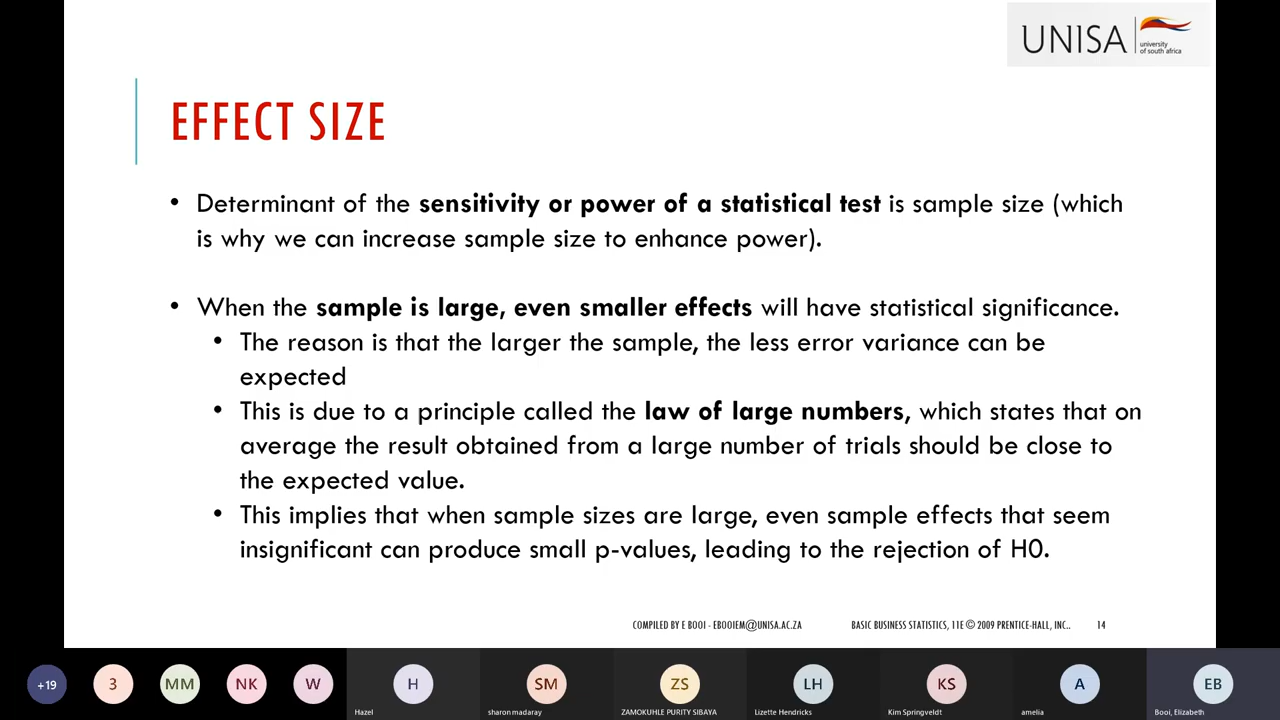 UNISA
university
of south africa
EFFECT SIZE
• Determinant of the sensitivity or power of a statistical test is sample size (which
is why we can increase sample size to enhance power).
• When the sample is large, even smaller effects will have statistical significance.
• The reason is that the larger the sample, the less error variance can be
expected
• This is due to a principle called the law of large numbers, which states that on
average the result obtained from a large number of trials should be close to
the expected value.
• This implies that when sample sizes are large, even sample effects that seem
insignificant can produce small p-values, leading to the rejection of H0.
COMPILED BY E BOOI - EBOOIEM@UNISA.AC.ZA BASIC BUSINESS STATISTICS, 11E © 2009 PRENTICE-HALL, INC.. 14
+19 3 MM NK W H SM ZS LH KS A EB
Hazel sharon madaray ZAMOKUHLE PURITY SIBAYA Lizette Hendricks Kim Springveldt amelia Booi, Elizabeth